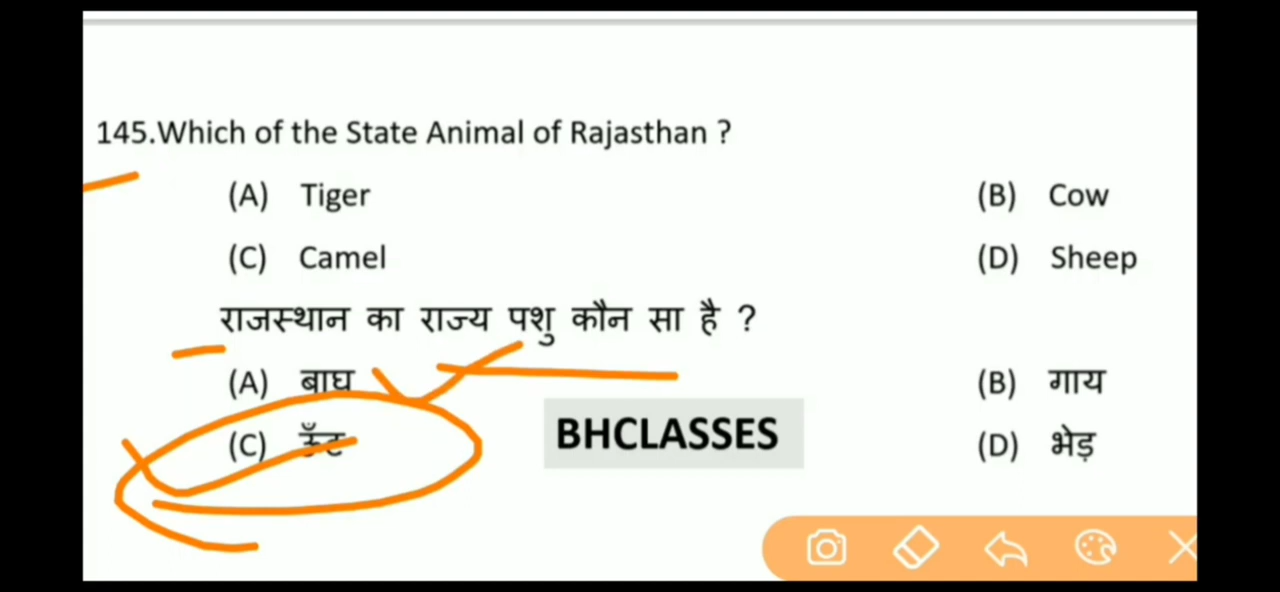 145.Which of the State Animal of Rajasthan ?
(A) Tiger (B) Cow
(C) Camel (D) Sheep
राजस्थान का राज्य पशु कौन सा है ?
(A) बाघ (B) गाय
(C) ऊँट (D) भेड़
BHCLASSES